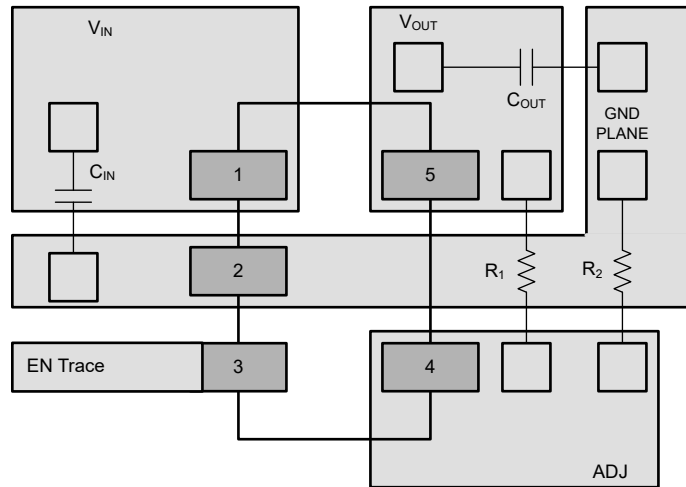 VIN
VOUT
COUT
GND
PLANE
CIN
1
5
2
R1
R2
EN Trace
3
4
ADJ